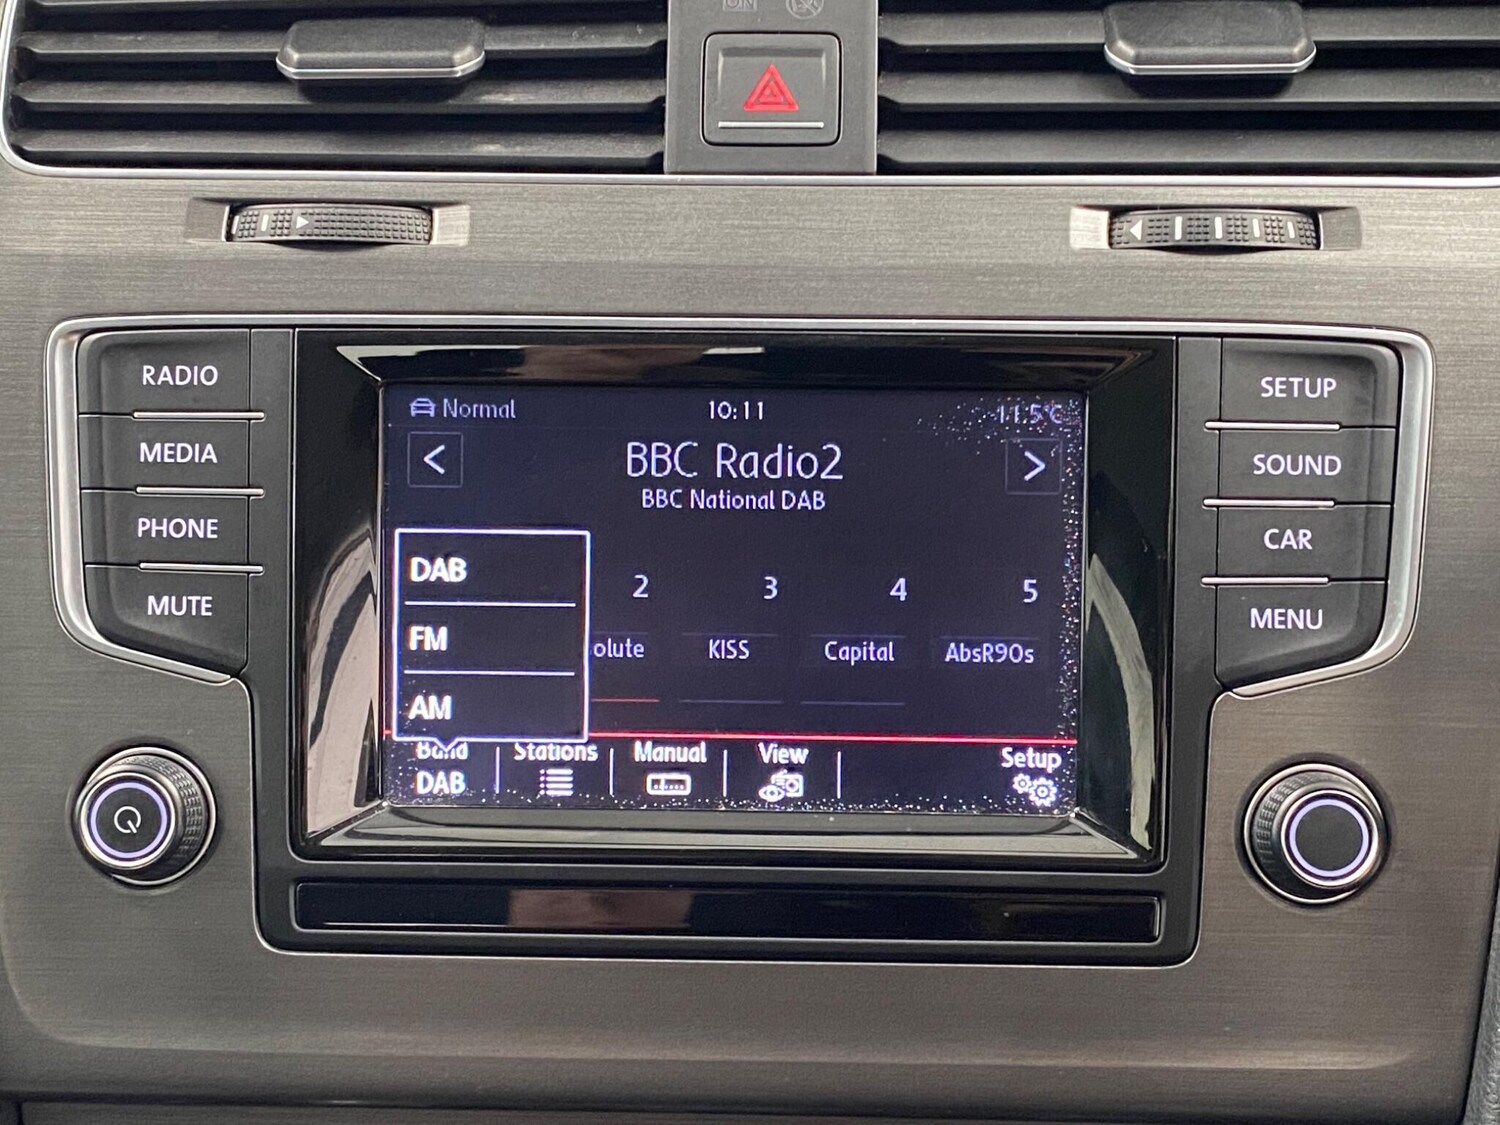 RADIO
MEDIA
PHONE
MUTE
Normal
10:11
11.5°C
BBC Radio2
BBC National DAB
DAB
FM
AM
2
3
4
5
olute
KISS
Capital
AbsR90s
Band
DAB
Stations
Manual
View
Setup
SETUP
SOUND
CAR
MENU